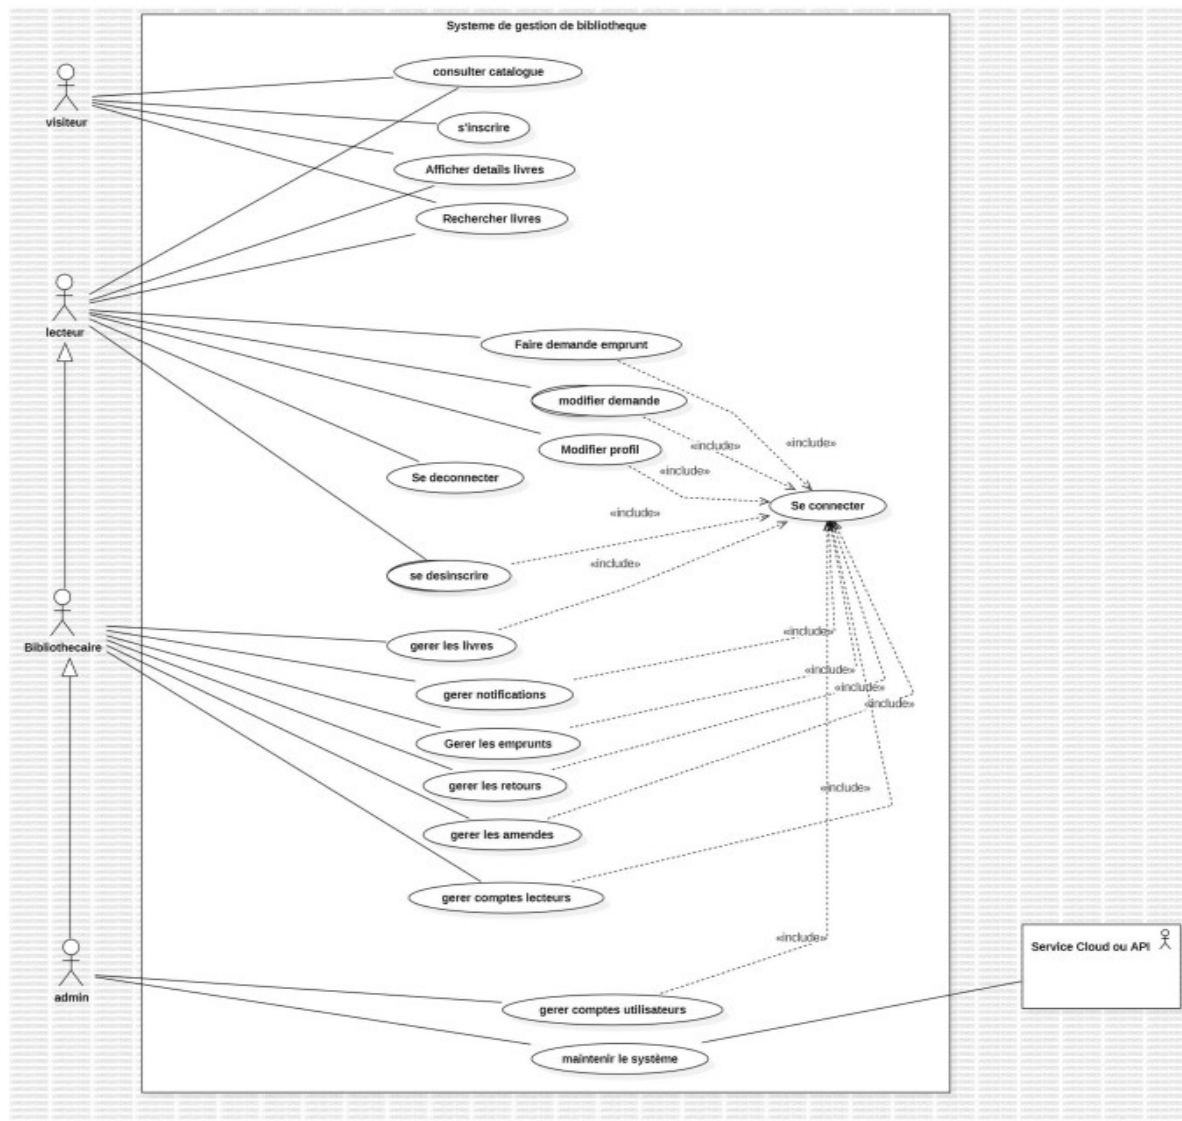 Systeme de gestion de bibliotheque
consulter catalogue
visiteur
s'inscrire
Afficher details livres
Rechercher livres
lecteur
Faire demande emprunt
modifier demande
«include»
«include»
Modifier profil
«include»
Se deconnecter
Se connecter
«include»
«include»
se desinscrire
Bibliothecaire
gerer les livres
«include»
«include»
gerer notifications
«include»
«include»
Gerer les emprunts
gerer les retours
«include»
gerer les amendes
gerer comptes lecteurs
«include»
Service Cloud ou API
admin
gerer comptes utilisateurs
maintenir le système